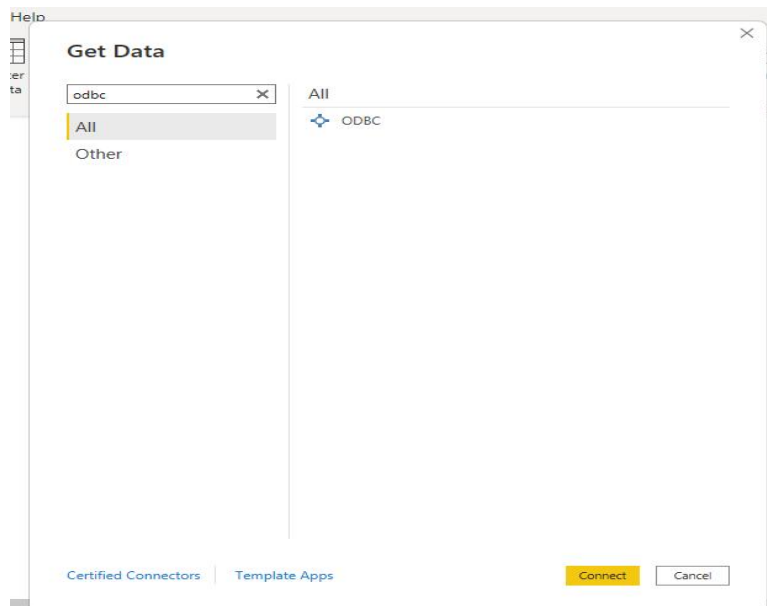 Help
Get Data
odbc
All
Other
All
ODBC
Certified Connectors
Template Apps
Connect
Cancel